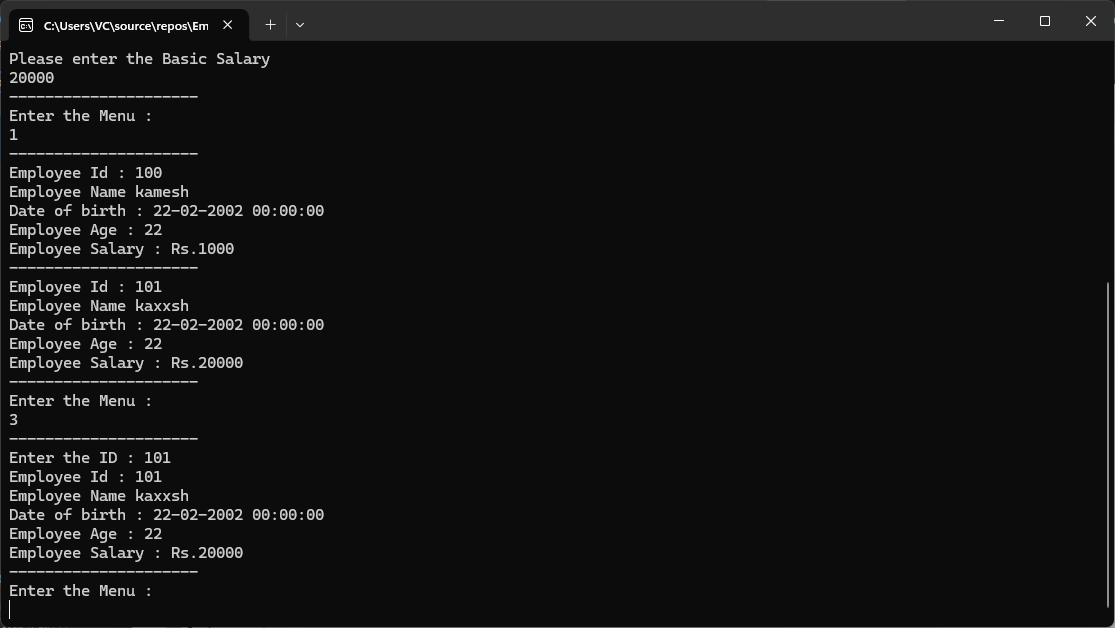 C:\Users\VC\source\repos\Em
Please enter the Basic Salary
20000
---------------------
Enter the Menu :
1
---------------------
Employee Id : 100
Employee Name kamesh
Date of birth : 22-02-2002 00:00:00
Employee Age : 22
Employee Salary : Rs.1000
---------------------
Employee Id : 101
Employee Name kaxxsh
Date of birth : 22-02-2002 00:00:00
Employee Age : 22
Employee Salary : Rs.20000
---------------------
Enter the Menu :
3
---------------------
Enter the ID : 101
Employee Id : 101
Employee Name kaxxsh
Date of birth : 22-02-2002 00:00:00
Employee Age : 22
Employee Salary : Rs.20000
---------------------
Enter the Menu :